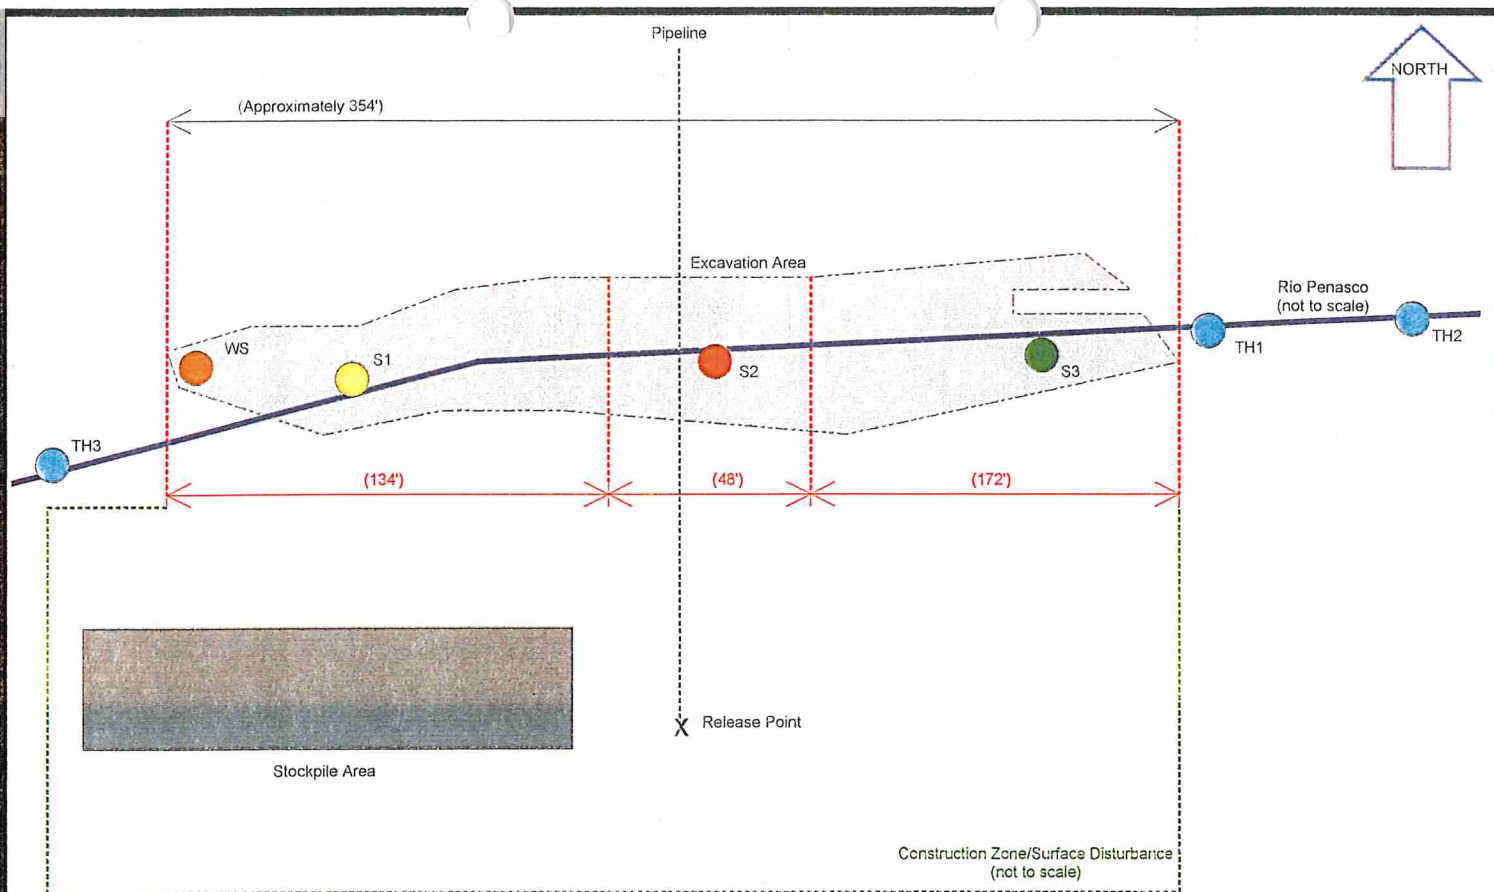 Pipeline
NORTH
(Approximately 354')
Excavation Area
Rio Penasco
(not to scale)
WS
S1
S2
S3
TH1
TH2
TH3
(134')
(48')
(172')
X Release Point
Stockpile Area
Construction Zone/Surface Disturbance
(not to scale)